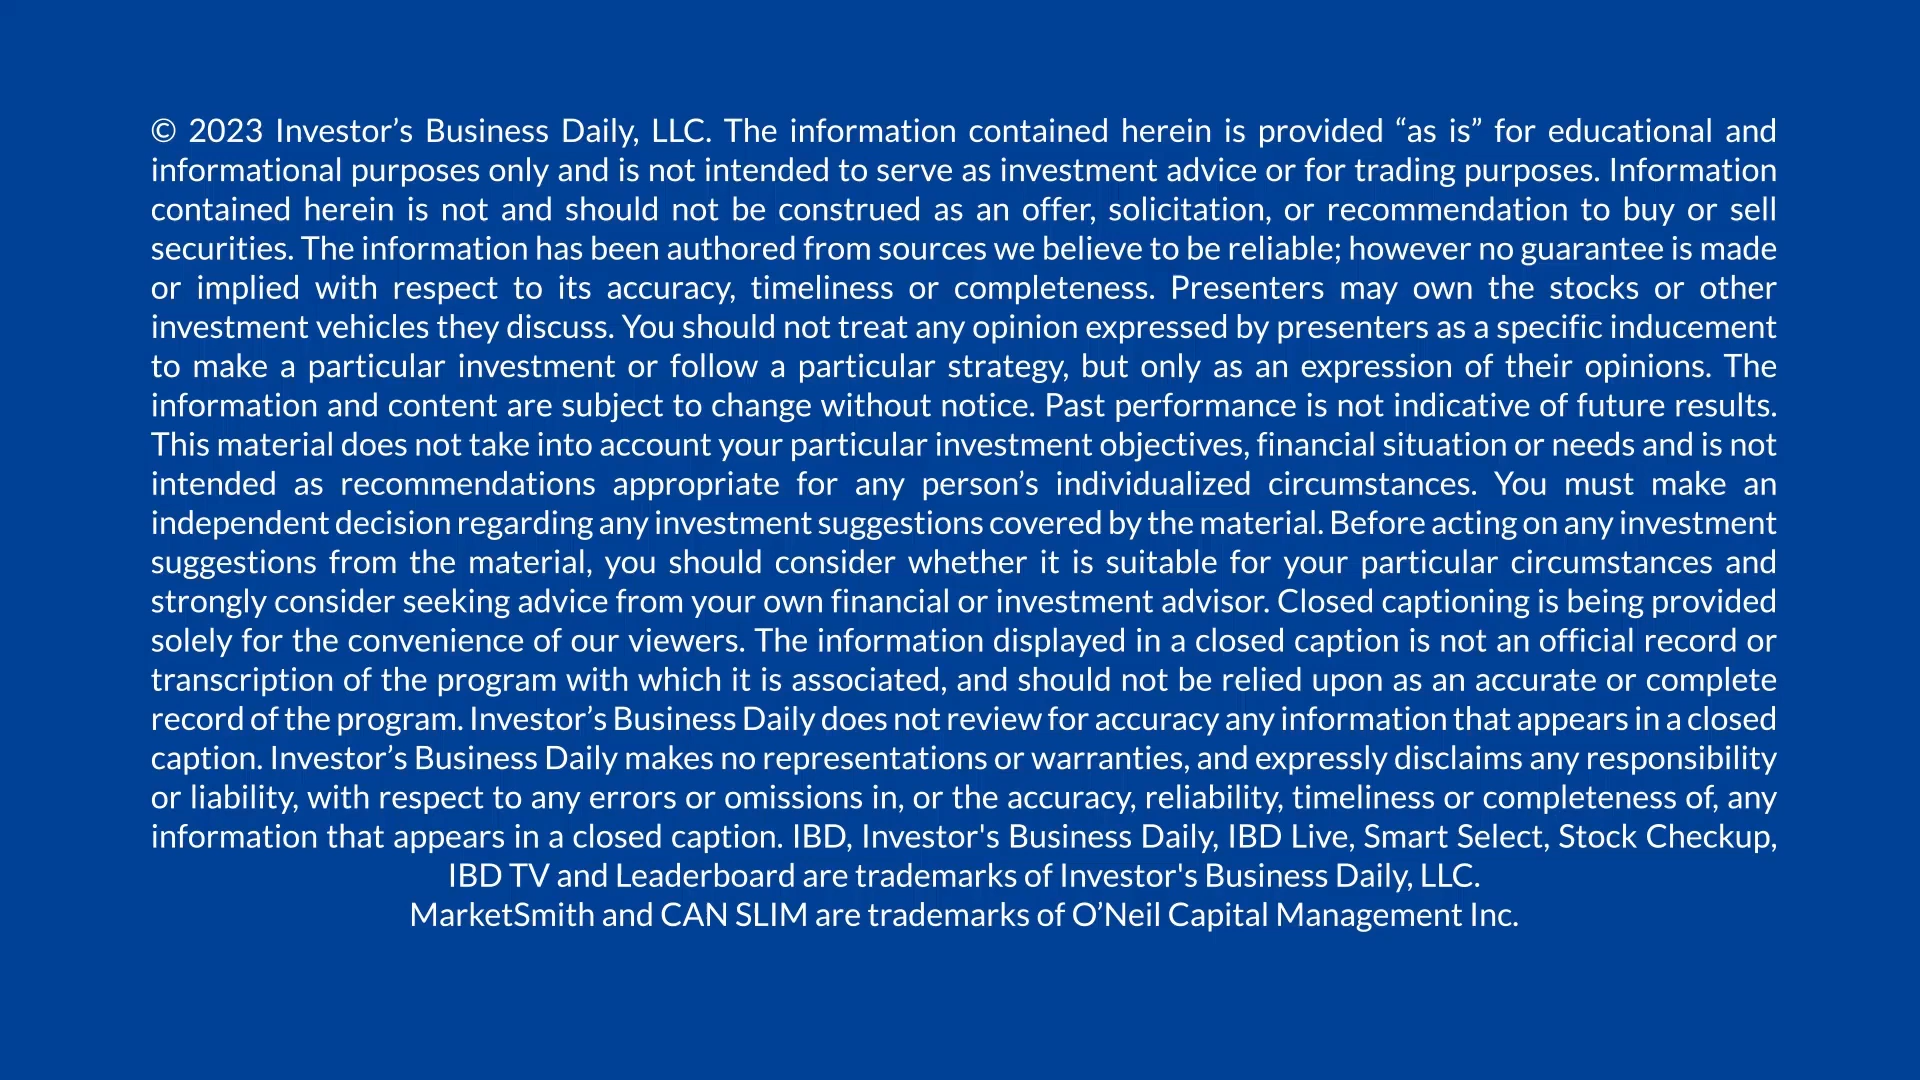 © 2023 Investor’s Business Daily, LLC. The information contained herein is provided “as is” for educational and
informational purposes only and is not intended to serve as investment advice or for trading purposes. Information
contained herein is not and should not be construed as an offer, solicitation, or recommendation to buy or sell
securities. The information has been authored from sources we believe to be reliable; however no guarantee is made
or implied with respect to its accuracy, timeliness or completeness. Presenters may own the stocks or other
investment vehicles they discuss. You should not treat any opinion expressed by presenters as a specific inducement
to make a particular investment or follow a particular strategy, but only as an expression of their opinions. The
information and content are subject to change without notice. Past performance is not indicative of future results.
This material does not take into account your particular investment objectives, financial situation or needs and is not
intended as recommendations appropriate for any person’s individualized circumstances. You must make an
independent decision regarding any investment suggestions covered by the material. Before acting on any investment
suggestions from the material, you should consider whether it is suitable for your particular circumstances and
strongly consider seeking advice from your own financial or investment advisor. Closed captioning is being provided
solely for the convenience of our viewers. The information displayed in a closed caption is not an official record or
transcription of the program with which it is associated, and should not be relied upon as an accurate or complete
record of the program. Investor’s Business Daily does not review for accuracy any information that appears in a closed
caption. Investor’s Business Daily makes no representations or warranties, and expressly disclaims any responsibility
or liability, with respect to any errors or omissions in, or the accuracy, reliability, timeliness or completeness of, any
information that appears in a closed caption. IBD, Investor's Business Daily, IBD Live, Smart Select, Stock Checkup,
IBD TV and Leaderboard are trademarks of Investor's Business Daily, LLC.
MarketSmith and CAN SLIM are trademarks of O’Neil Capital Management Inc.